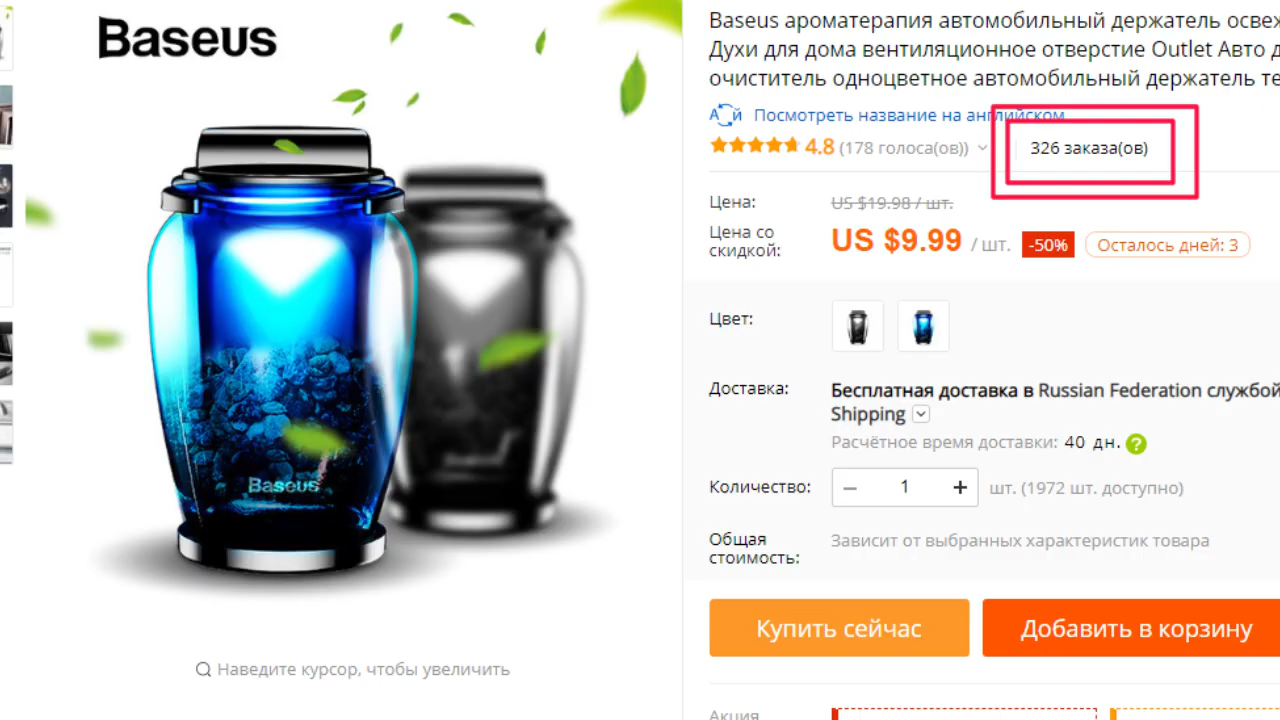 Baseus
Baseus
Наведите курсор, чтобы увеличить
Baseus ароматерапия автомобильный держатель
Духи для дома вентиляционное отверстие Outlet Авто
очиститель одноцветное автомобильный держатель
Посмотреть название на английском
4.8 (178 голоса(ов)) 326 заказа(ов)
Цена: US $19.98 / шт.
Цена со скидкой: US $9.99 / шт. -50% Осталось дней: 3
Цвет:
Доставка: Бесплатная доставка в Russian Federation службой
Shipping
Расчётное время доставки: 40 дн. ?
Количество: − 1 + шт. (1972 шт. доступно)
Общая стоимость: Зависит от выбранных характеристик товара
Купить сейчас Добавить в корзину
Акция